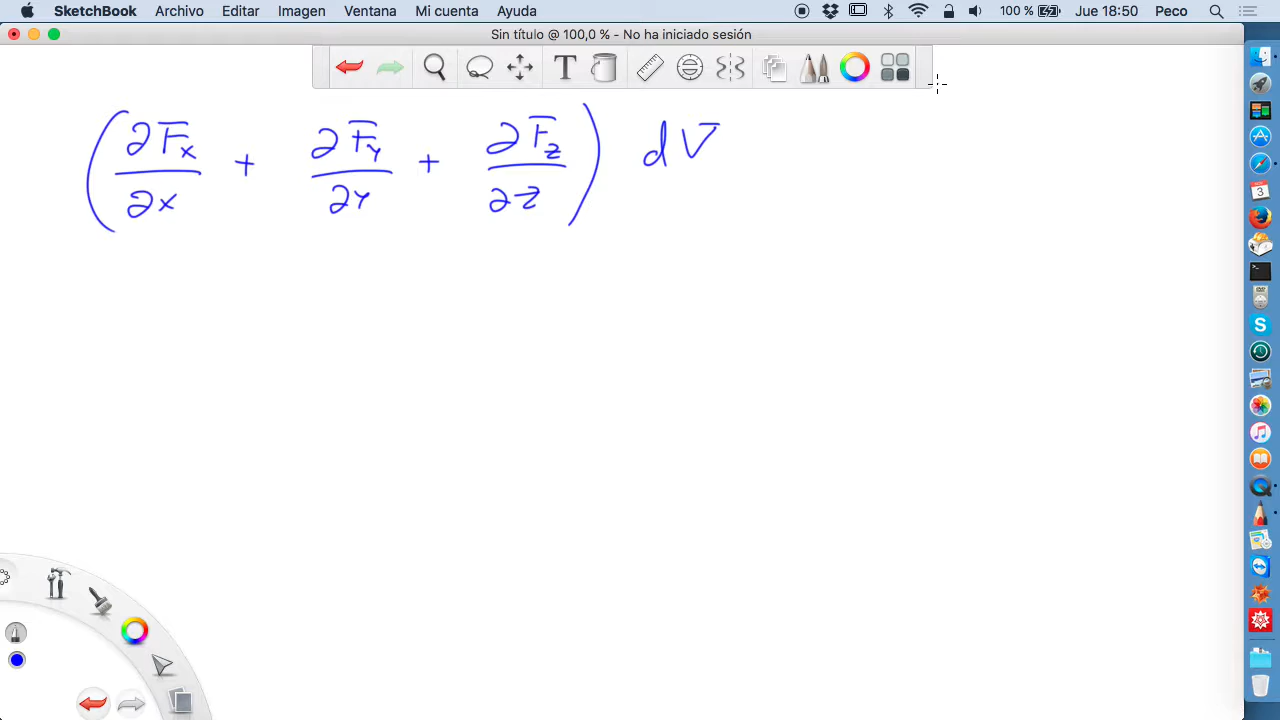 SketchBook Archivo Editar Imagen Ventana Mi cuenta Ayuda 100 % Jue 18:50 Peco
Sin título @ 100,0 % - No ha iniciado sesión
T
(∂Fx/∂x + ∂Fy/∂y + ∂Fz/∂z) dV
3
S